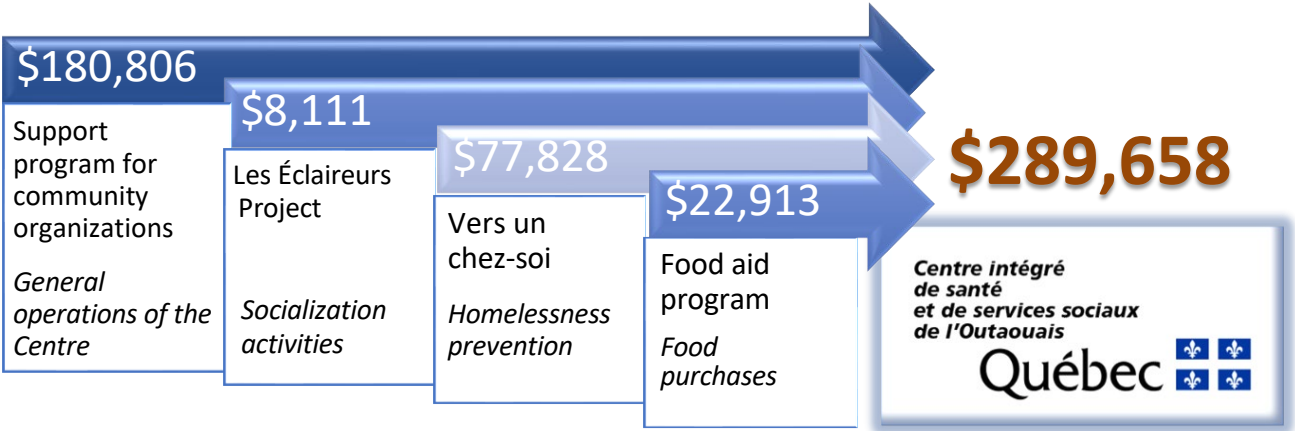 $180,806
Support
program for
community
organizations
General
operations of the
Centre
$8,111
Les Éclaireurs
Project
Socialization
activities
$77,828
Vers un
chez-soi
Homelessness
prevention
$22,913
Food aid
program
Food
purchases
$289,658
Centre intégré
de santé
et de services sociaux
de l'Outaouais
Québec